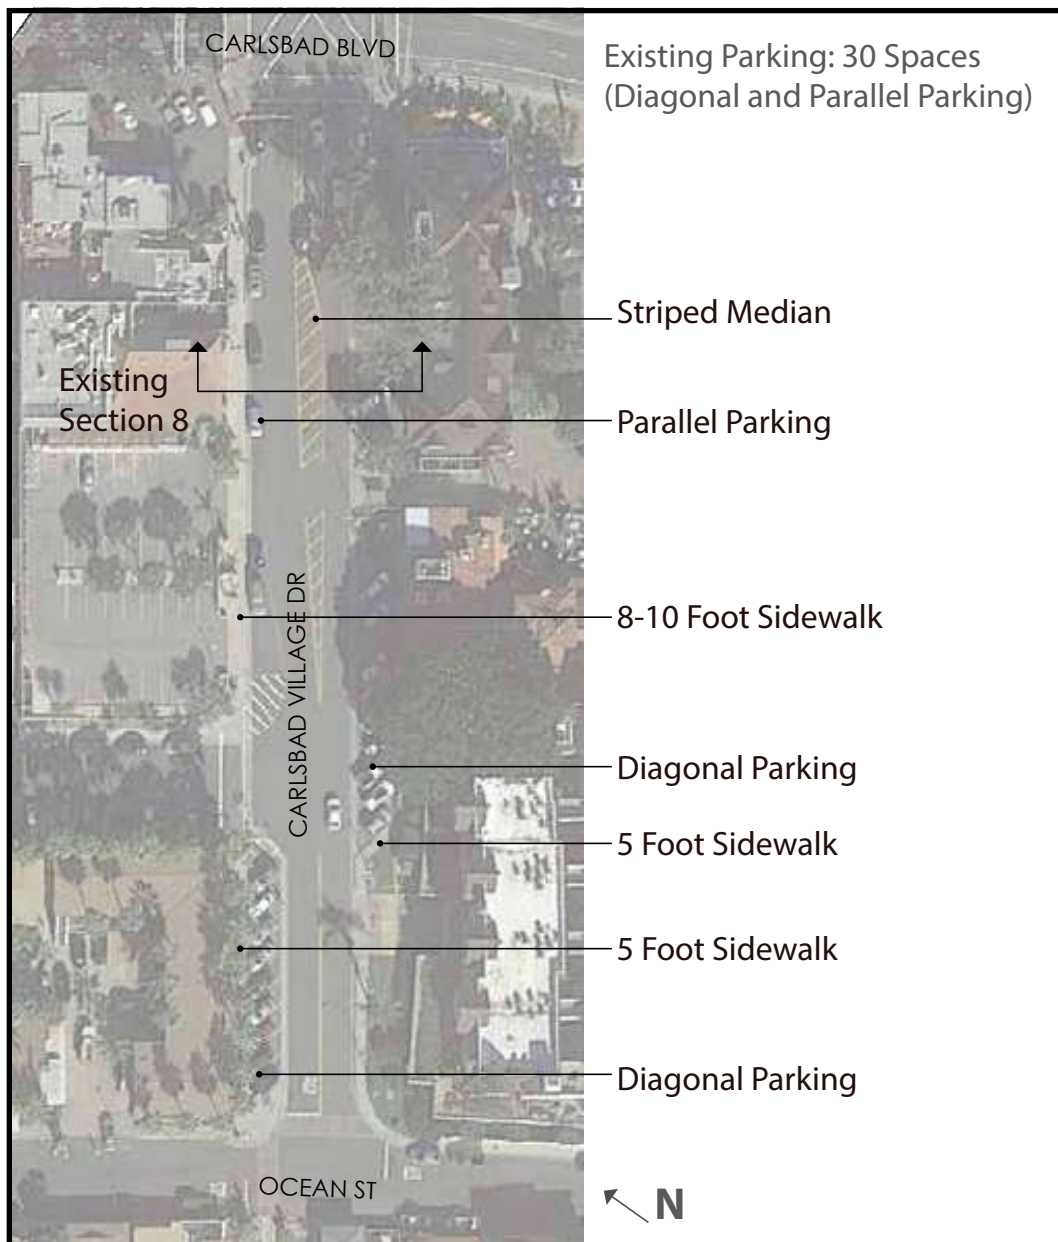 CARLSBAD BLVD
Existing Parking: 30 Spaces
(Diagonal and Parallel Parking)
Striped Median
Existing
Section 8
Parallel Parking
8-10 Foot Sidewalk
CARLSBAD VILLAGE DR
Diagonal Parking
5 Foot Sidewalk
5 Foot Sidewalk
Diagonal Parking
OCEAN ST
N